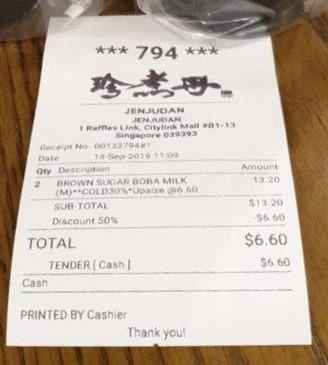 *** 794 ***
珍煮丹
JENJUDAN
JENJUDAN
1 Raffles Link, Citylink Mall #B1-13
Singapore 039393
Receipt No 00133794#1
Date 14-Sep-2019 11:09
Qty Description Amount
2 BROWN SUGAR BOBA MILK 13.20
(M)**COLD30%*Upsize @6.60
SUB-TOTAL $13.20
Discount 50% -$6.60
TOTAL $6.60
TENDER [ Cash ] $6.60
Cash
PRINTED BY Cashier
Thank you!